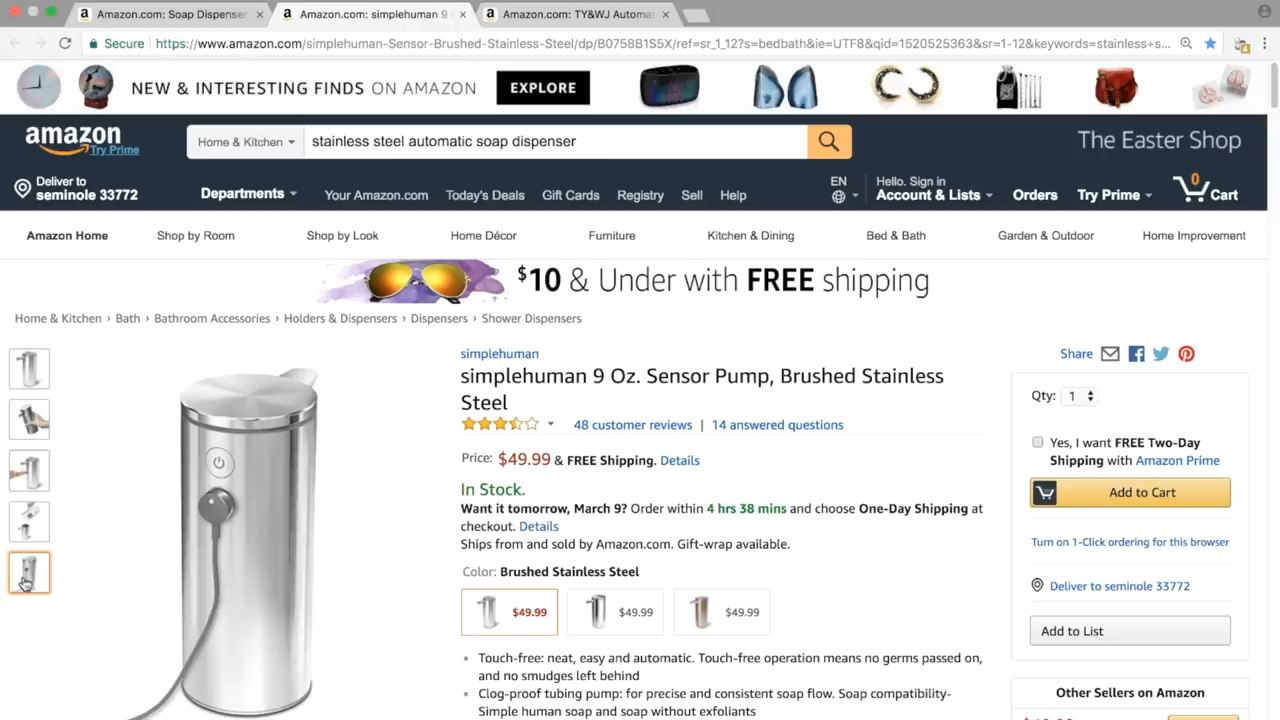 Amazon.com: Soap Dispenser
Amazon.com: simplehuman 9
Amazon.com: TY&WJ Automat
Secure
https://www.amazon.com/simplehuman-Sensor-Brushed-Stainless-Steel/dp/B0758B1S5X/ref=sr_1_12?s=bedbath&ie=UTF8&qid=1520525363&sr=1-12&keywords=stainless+s...
NEW & INTERESTING FINDS ON AMAZON
EXPLORE
amazon
Try Prime
Home & Kitchen
stainless steel automatic soap dispenser
The Easter Shop
Deliver to
seminole 33772
Departments
Your Amazon.com
Today's Deals
Gift Cards
Registry
Sell
Help
EN
Hello. Sign in
Account & Lists
Orders
Try Prime
0
Cart
Amazon Home
Shop by Room
Shop by Look
Home Décor
Furniture
Kitchen & Dining
Bed & Bath
Garden & Outdoor
Home Improvement
$10 & Under with FREE shipping
Home & Kitchen › Bath › Bathroom Accessories › Holders & Dispensers › Dispensers › Shower Dispensers
simplehuman
simplehuman 9 Oz. Sensor Pump, Brushed Stainless
Steel
48 customer reviews | 14 answered questions
Price: $49.99 & FREE Shipping. Details
In Stock.
Want it tomorrow, March 9? Order within 4 hrs 38 mins and choose One-Day Shipping at
checkout. Details
Ships from and sold by Amazon.com. Gift-wrap available.
Color: Brushed Stainless Steel
$49.99
$49.99
$49.99
• Touch-free: neat, easy and automatic. Touch-free operation means no germs passed on,
and no smudges left behind
• Clog-proof tubing pump: for precise and consistent soap flow. Soap compatibility-
Simple human soap and soap without exfoliants
Share
Qty: 1
Yes, I want FREE Two-Day
Shipping with Amazon Prime
Add to Cart
Turn on 1-Click ordering for this browser
Deliver to seminole 33772
Add to List
Other Sellers on Amazon